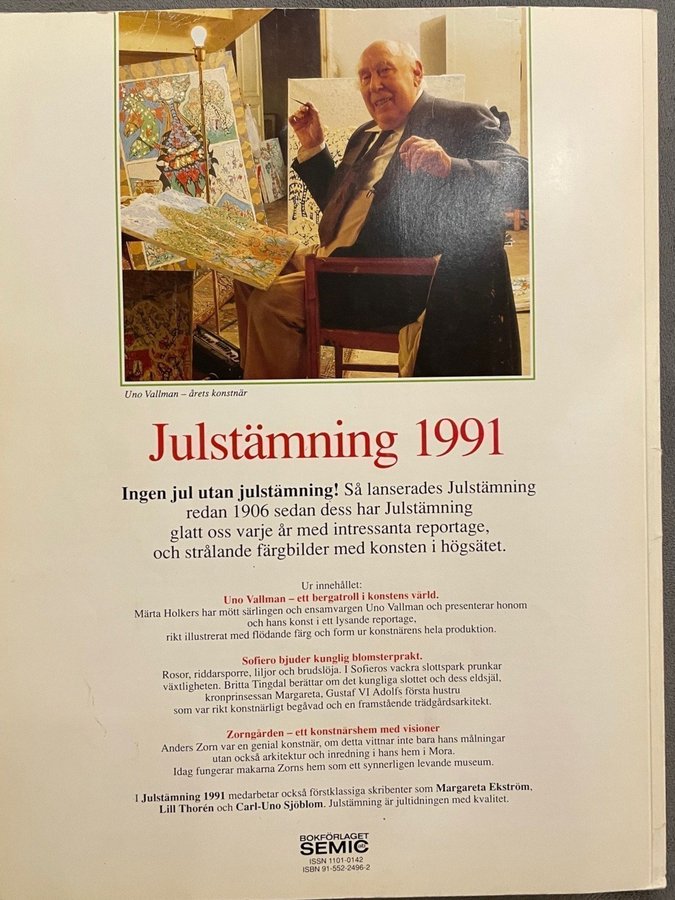 Uno Vallman – årets konstnär
Julstämning 1991
Ingen jul utan julstämning! Så lanserades Julstämning
redan 1906 sedan dess har Julstämning
glatt oss varje år med intressanta reportage,
och strålande färgbilder med konsten i högsätet.
Ur innehållet:
Uno Vallman – ett bergatroll i konstens värld.
Märta Holkers har mött särlingen och ensamvargen Uno Vallman och presenterar honom
och hans konst i ett lysande reportage,
rikt illustrerat med flödande färg och form ur konstnärens hela produktion.
Sofiero bjuder kunglig blomsterprakt.
Rosor, riddarsporre, liljor och brudslöja. I Sofieros vackra slottspark prunkar
växtligheten. Britta Tingdal berättar om det kungliga slottet och dess eldsjäl,
kronprinsessan Margareta, Gustaf VI Adolfs första hustru
som var rikt konstnärligt begåvad och en framstående trädgårdsarkitekt.
Zorngården – ett konstnärshem med visioner
Anders Zorn var en genial konstnär, om detta vittnar inte bara hans målningar
utan också arkitektur och inredning i hans hem i Mora.
Idag fungerar makarna Zorns hem som ett synnerligen levande museum.
I Julstämning 1991 medarbetar också förstklassiga skribenter som Margareta Ekström,
Lill Thorén och Carl-Uno Sjöblom. Julstämning är jultidningen med kvalitet.
BOKFÖRLAGET
SEMIC
ISSN 1101-0142
ISBN 91-552-2496-2